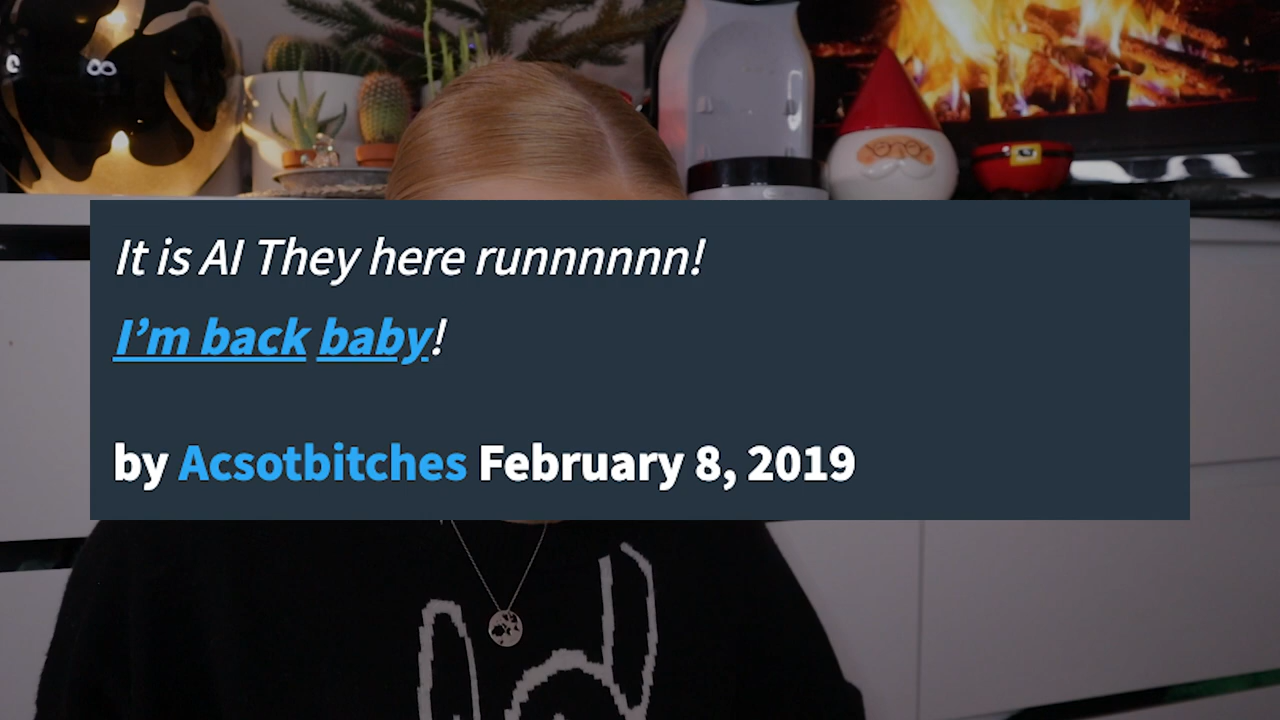 It is AI They here runnnnnn!
I’m back baby!
by Acsotbitches February 8, 2019